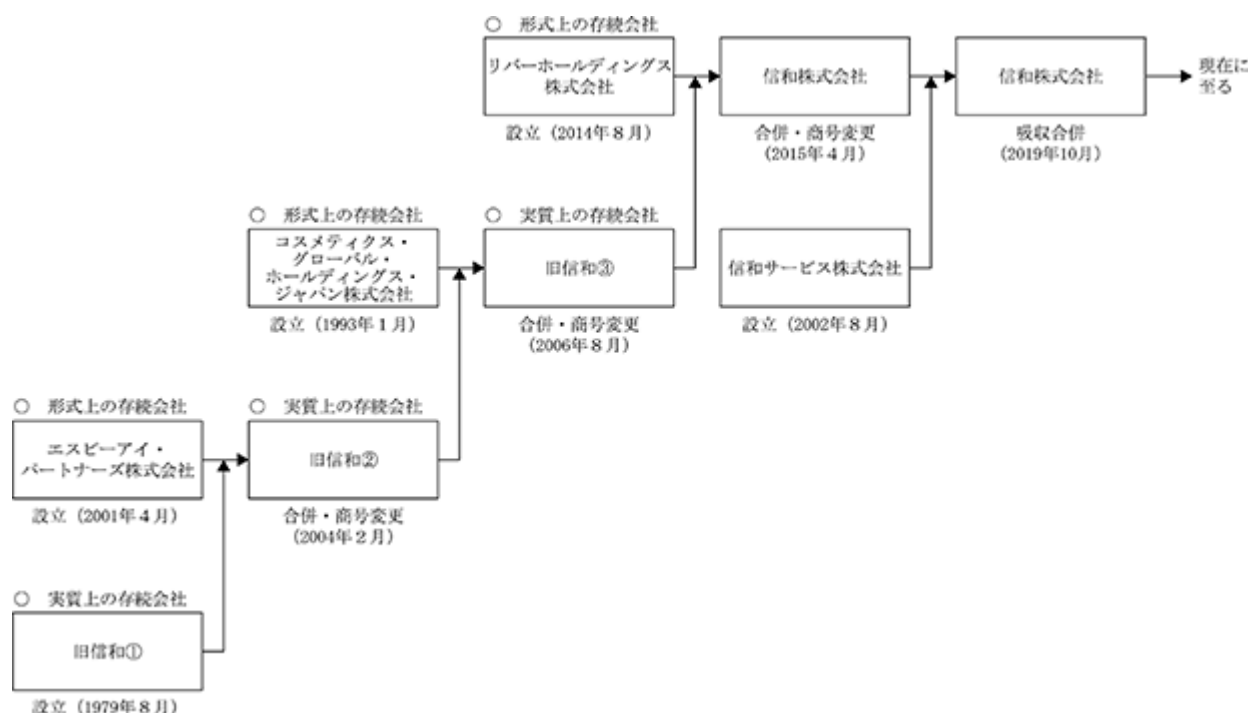 ○ 形式上の存続会社
リバーホールディングス
株式会社
設立（2014年８月）
信和株式会社
合併・商号変更
（2015年４月）
信和株式会社
吸収合併
（2019年10月）
現在に
至る
○ 形式上の存続会社
コスメティクス・
グローバル・
ホールディングス・
ジャパン株式会社
設立（1993年１月）
○ 実質上の存続会社
旧信和③
合併・商号変更
（2006年８月）
信和サービス株式会社
設立（2002年８月）
○ 形式上の存続会社
エスビーアイ・
パートナーズ株式会社
設立（2001年４月）
○ 実質上の存続会社
旧信和②
合併・商号変更
（2004年２月）
○ 実質上の存続会社
旧信和①
設立（1979年８月）